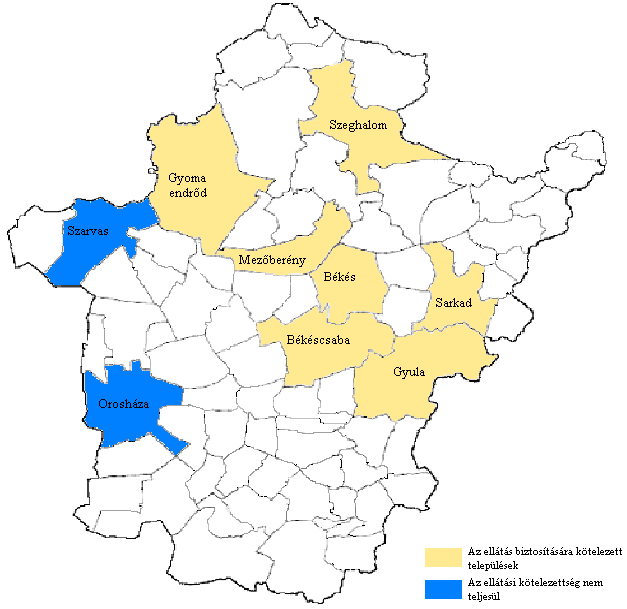 Szeghalom
Gyoma
endrőd
Szarvas
Mezőberény
Békés
Sarkad
Békéscsaba
Gyula
Orosháza
Az ellátás biztosítására kötelezett
települések
Az ellátási kötelezettség nem
teljesül